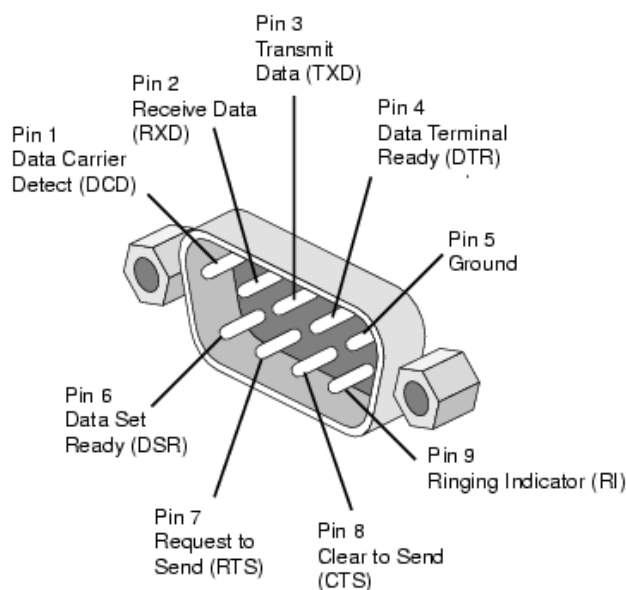 Pin 3
Transmit
Data (TXD)
Pin 2
Receive Data
(RXD)
Pin 4
Data Terminal
Ready (DTR)
Pin 1
Data Carrier
Detect (DCD)
Pin 5
Ground
Pin 6
Data Set
Ready (DSR)
Pin 9
Ringing Indicator (RI)
Pin 7
Request to
Send (RTS)
Pin 8
Clear to Send
(CTS)